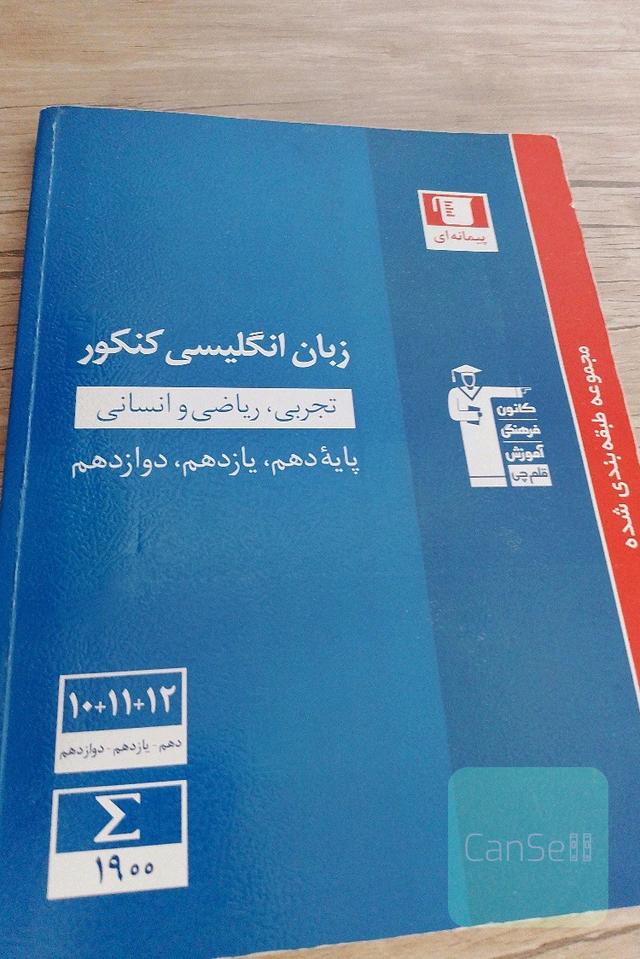 پیمانه‌ای
زبان انگلیسی کنکور
تجربی، ریاضی و انسانی
پایهٔ دهم، یازدهم، دوازدهم
کانون
فرهنگی
آموزش
قلم‌چی
مجموعه طبقه‌بندی شده
۱۰+۱۱+۱۲
دهم - یازدهم - دوازدهم
Σ
۱۹۰۰
CanSell